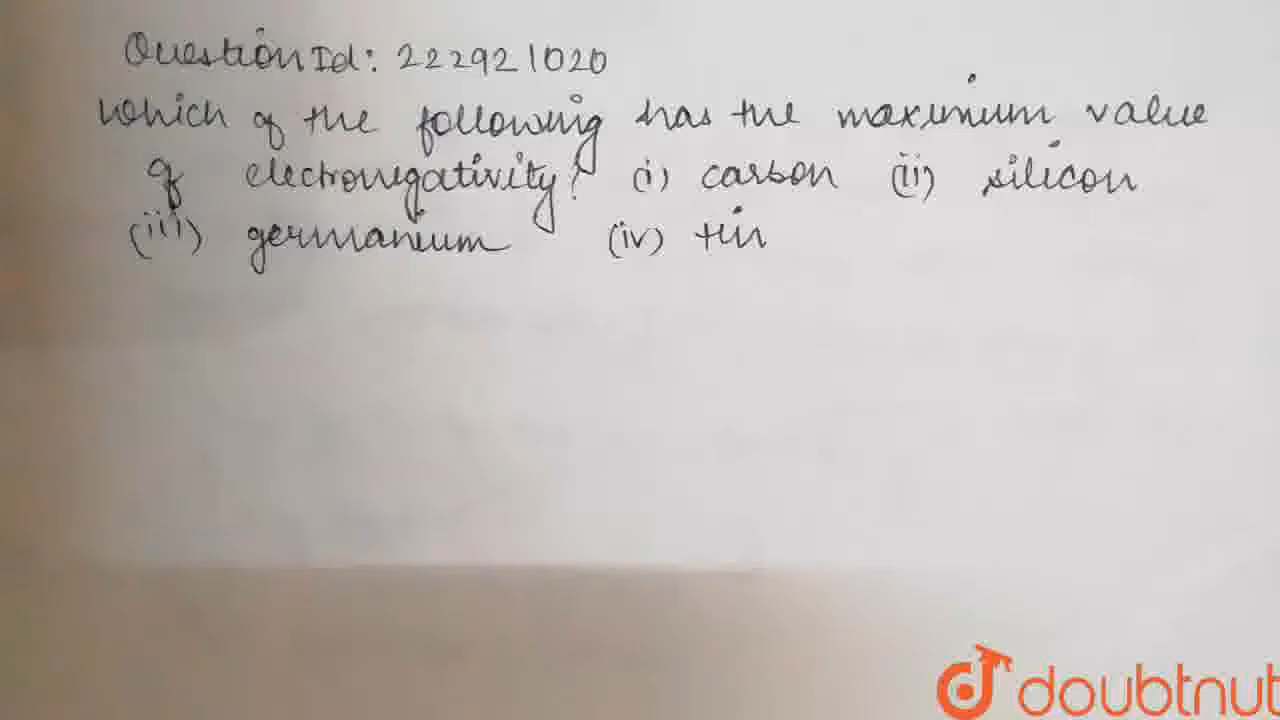 Question Id: 222921020
which of the following has the maximum value
of electronegativity? (i) carbon (ii) silicon
(iii) germanium (iv) tin
doubtnut